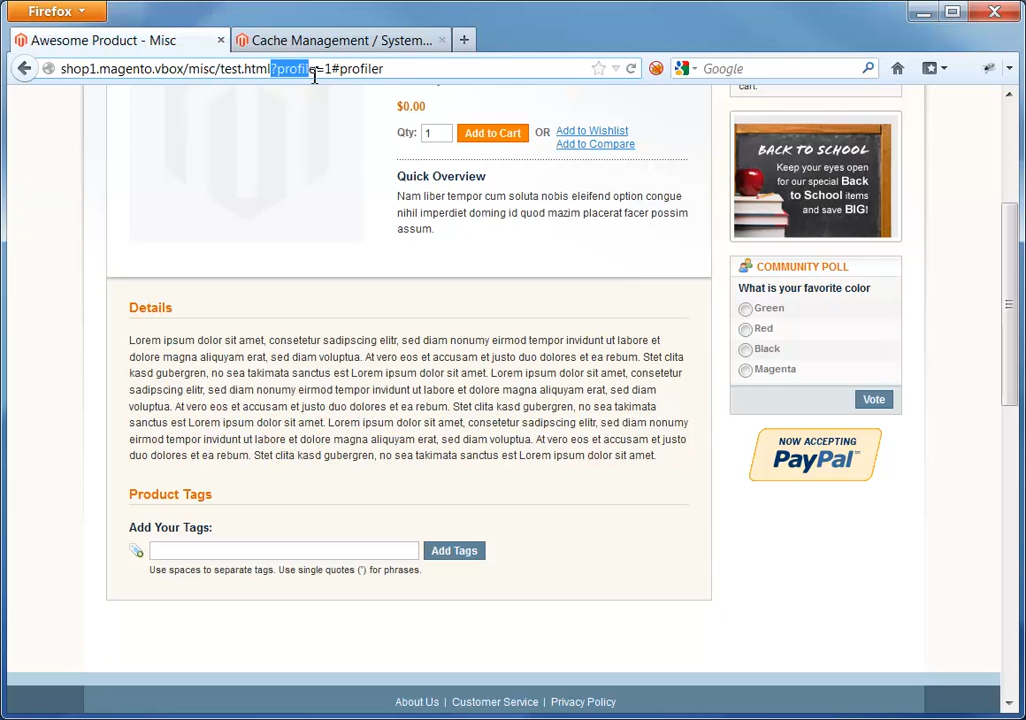 Firefox
Awesome Product - Misc
Cache Management / System...
shop1.magento.vbox/misc/test.html?profile=1#profiler
Google
cart.
$0.00
Qty: 1 Add to Cart OR Add to Wishlist
Add to Compare
Quick Overview
Nam liber tempor cum soluta nobis eleifend option congue
nihil imperdiet doming id quod mazim placerat facer possim
assum.
BACK TO SCHOOL
Keep your eyes open
for our special Back
to School items
and save BIG!
COMMUNITY POLL
What is your favorite color
Green
Red
Black
Magenta
Vote
NOW ACCEPTING
PayPal
Details
Lorem ipsum dolor sit amet, consetetur sadipscing elitr, sed diam nonumy eirmod tempor invidunt ut labore et
dolore magna aliquyam erat, sed diam voluptua. At vero eos et accusam et justo duo dolores et ea rebum. Stet clita
kasd gubergren, no sea takimata sanctus est Lorem ipsum dolor sit amet. Lorem ipsum dolor sit amet, consetetur
sadipscing elitr, sed diam nonumy eirmod tempor invidunt ut labore et dolore magna aliquyam erat, sed diam
voluptua. At vero eos et accusam et justo duo dolores et ea rebum. Stet clita kasd gubergren, no sea takimata
sanctus est Lorem ipsum dolor sit amet. Lorem ipsum dolor sit amet, consetetur sadipscing elitr, sed diam nonumy
eirmod tempor invidunt ut labore et dolore magna aliquyam erat, sed diam voluptua. At vero eos et accusam et
justo duo dolores et ea rebum. Stet clita kasd gubergren, no sea takimata sanctus est Lorem ipsum dolor sit amet.
Product Tags
Add Your Tags:
Add Tags
Use spaces to separate tags. Use single quotes (') for phrases.
About Us | Customer Service | Privacy Policy